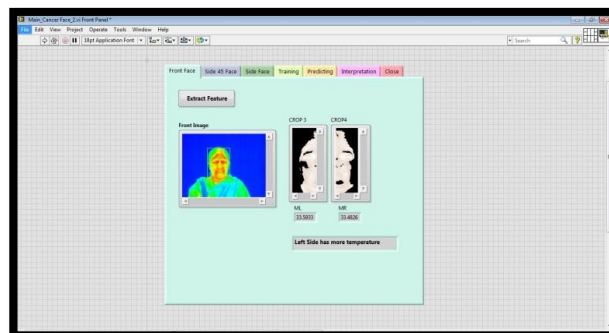 Main_Cancer Face_2.vi Front Panel *
File Edit View Project Operate Tools Window Help
18pt Application Font
Search
Front Face Side 45 Face Side Face Training Predicting Interpretation Close
Extract Feature
Front Image
CROP 3 CROP4
ML MR
33.5933 33.4826
Left Side has more temperature